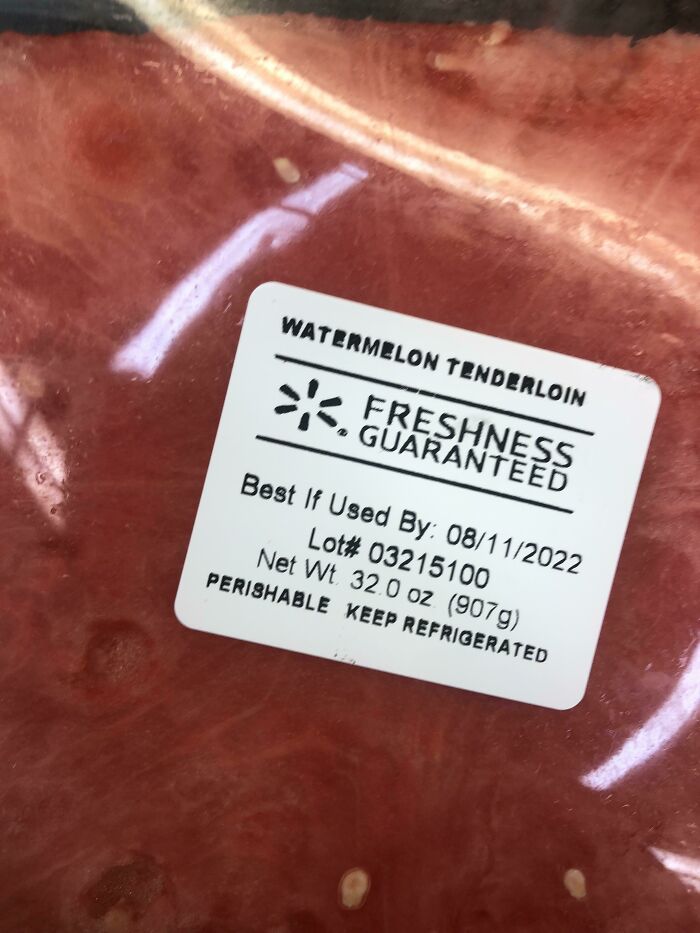 WATERMELON TENDERLOIN
FRESHNESS
GUARANTEED
Best If Used By: 08/11/2022
Lot# 03215100
Net Wt. 32.0 oz (907g)
PERISHABLE KEEP REFRIGERATED